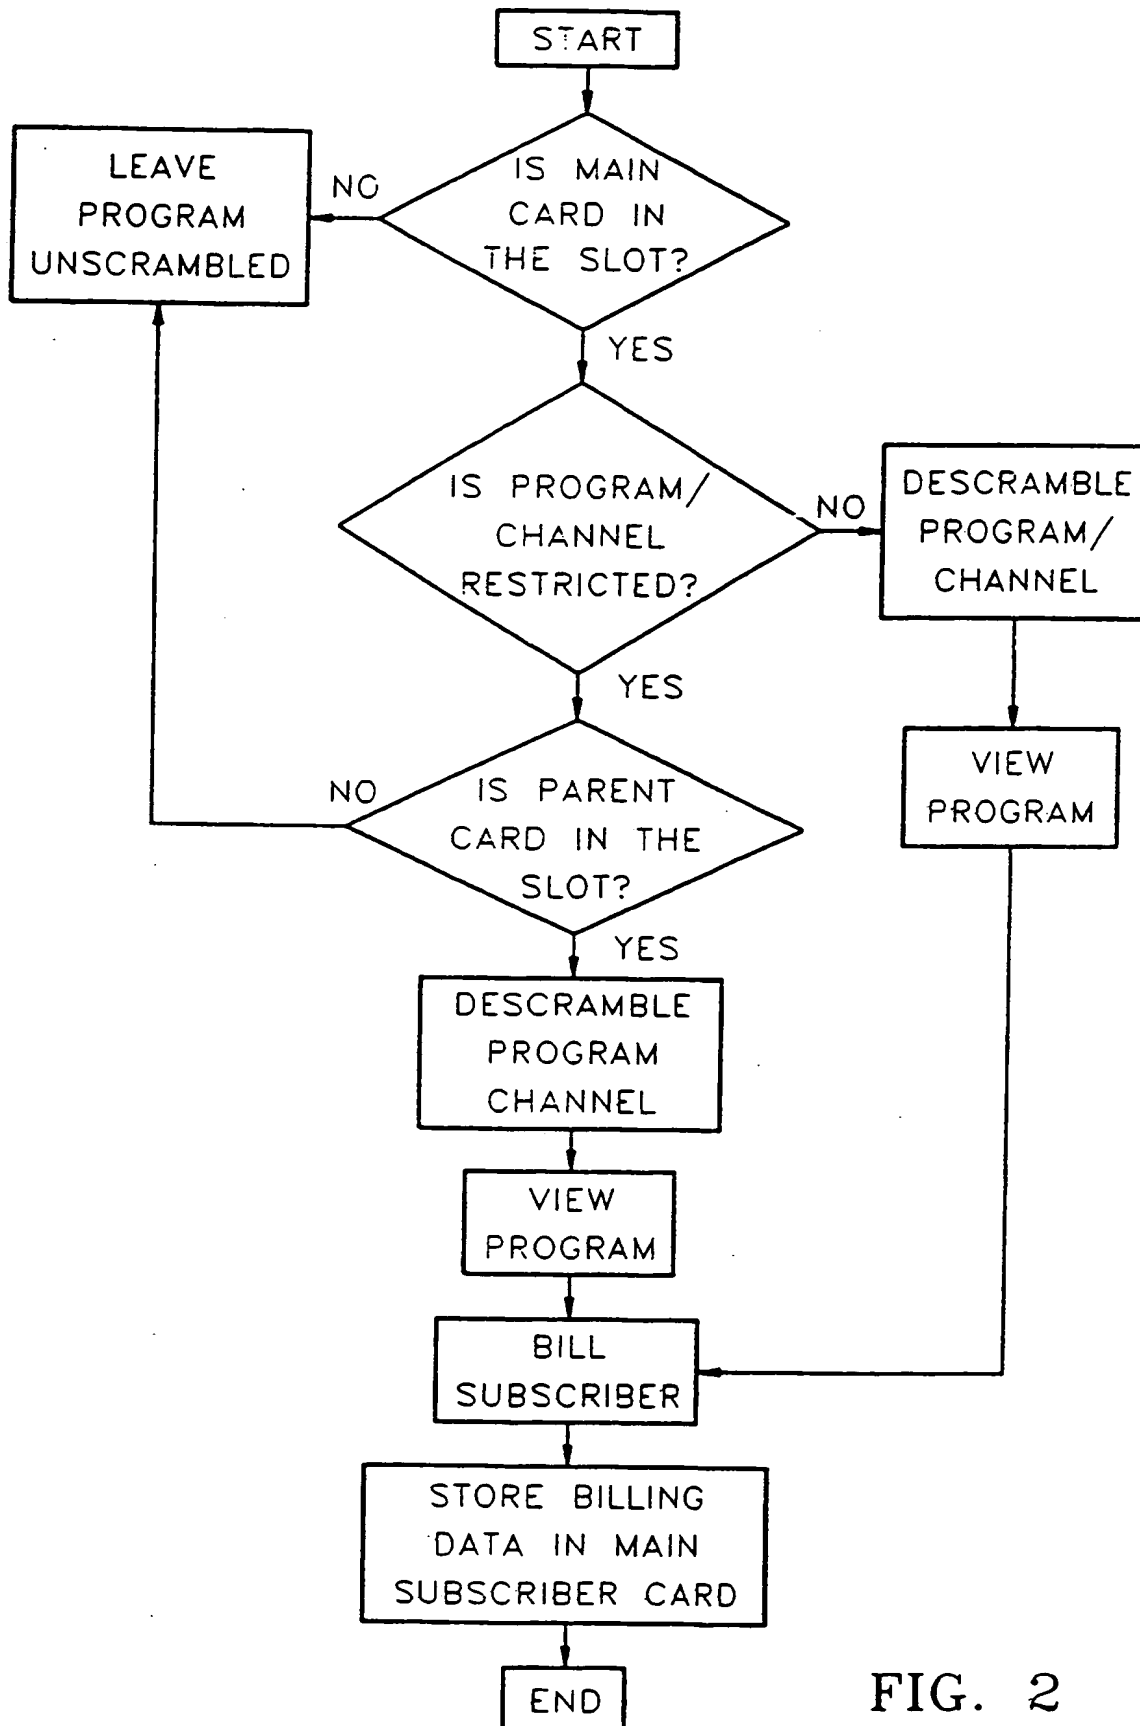 START
IS MAIN
CARD IN
THE SLOT?
NO
LEAVE
PROGRAM
UNSCRAMBLED
YES
IS PROGRAM/
CHANNEL
RESTRICTED?
NO
DESCRAMBLE
PROGRAM/
CHANNEL
VIEW
PROGRAM
YES
IS PARENT
CARD IN THE
SLOT?
NO
YES
DESCRAMBLE
PROGRAM
CHANNEL
VIEW
PROGRAM
BILL
SUBSCRIBER
STORE BILLING
DATA IN MAIN
SUBSCRIBER CARD
END
FIG. 2